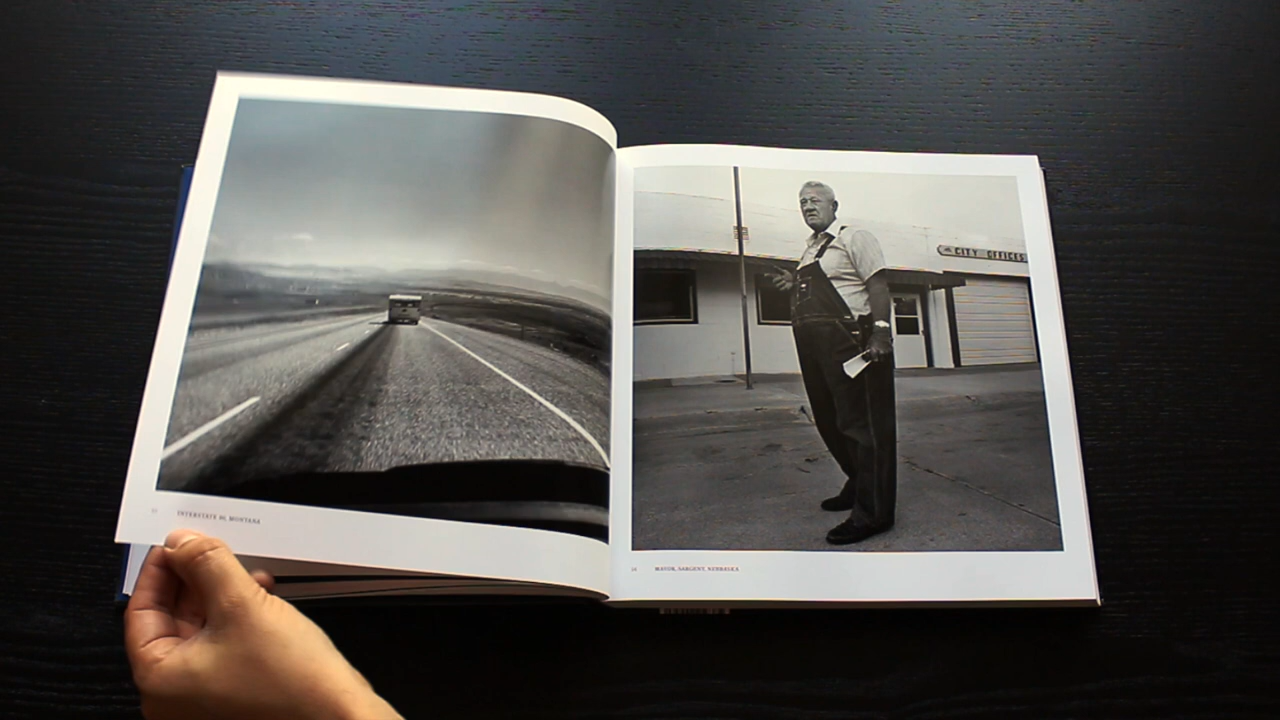 CITY OFFICES
INTERSTATE 90, MONTANA
MAYOR, SARGENT, NEBRASKA